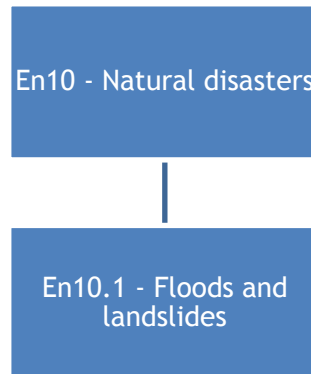 En10 - Natural disasters
En10.1 - Floods and
landslides